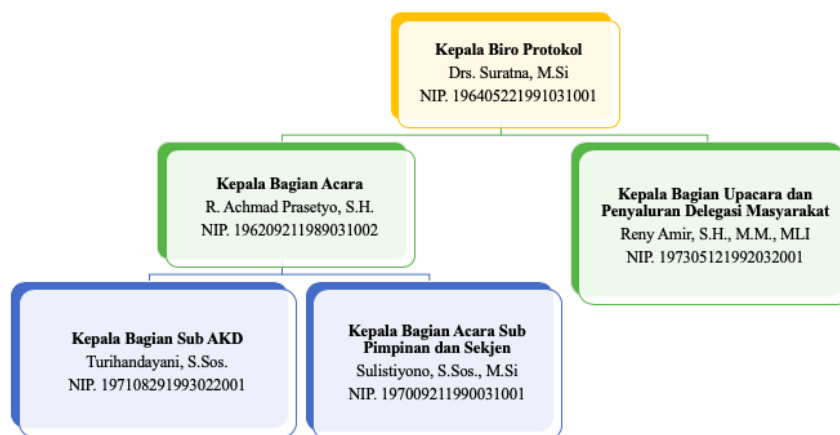 Kepala Biro Protokol
Drs. Suratna, M.Si
NIP. 196405221991031001
Kepala Bagian Acara
R. Achmad Prasetyo, S.H.
NIP. 196209211989031002
Kepala Bagian Upacara dan
Penyaluran Delegasi Masyarakat
Reny Amir, S.H., M.M., MLI
NIP. 197305121992032001
Kepala Bagian Sub AKD
Turihandayani, S.Sos.
NIP. 197108291993022001
Kepala Bagian Acara Sub
Pimpinan dan Sekjen
Sulistiyono, S.Sos., M.Si
NIP. 197009211990031001